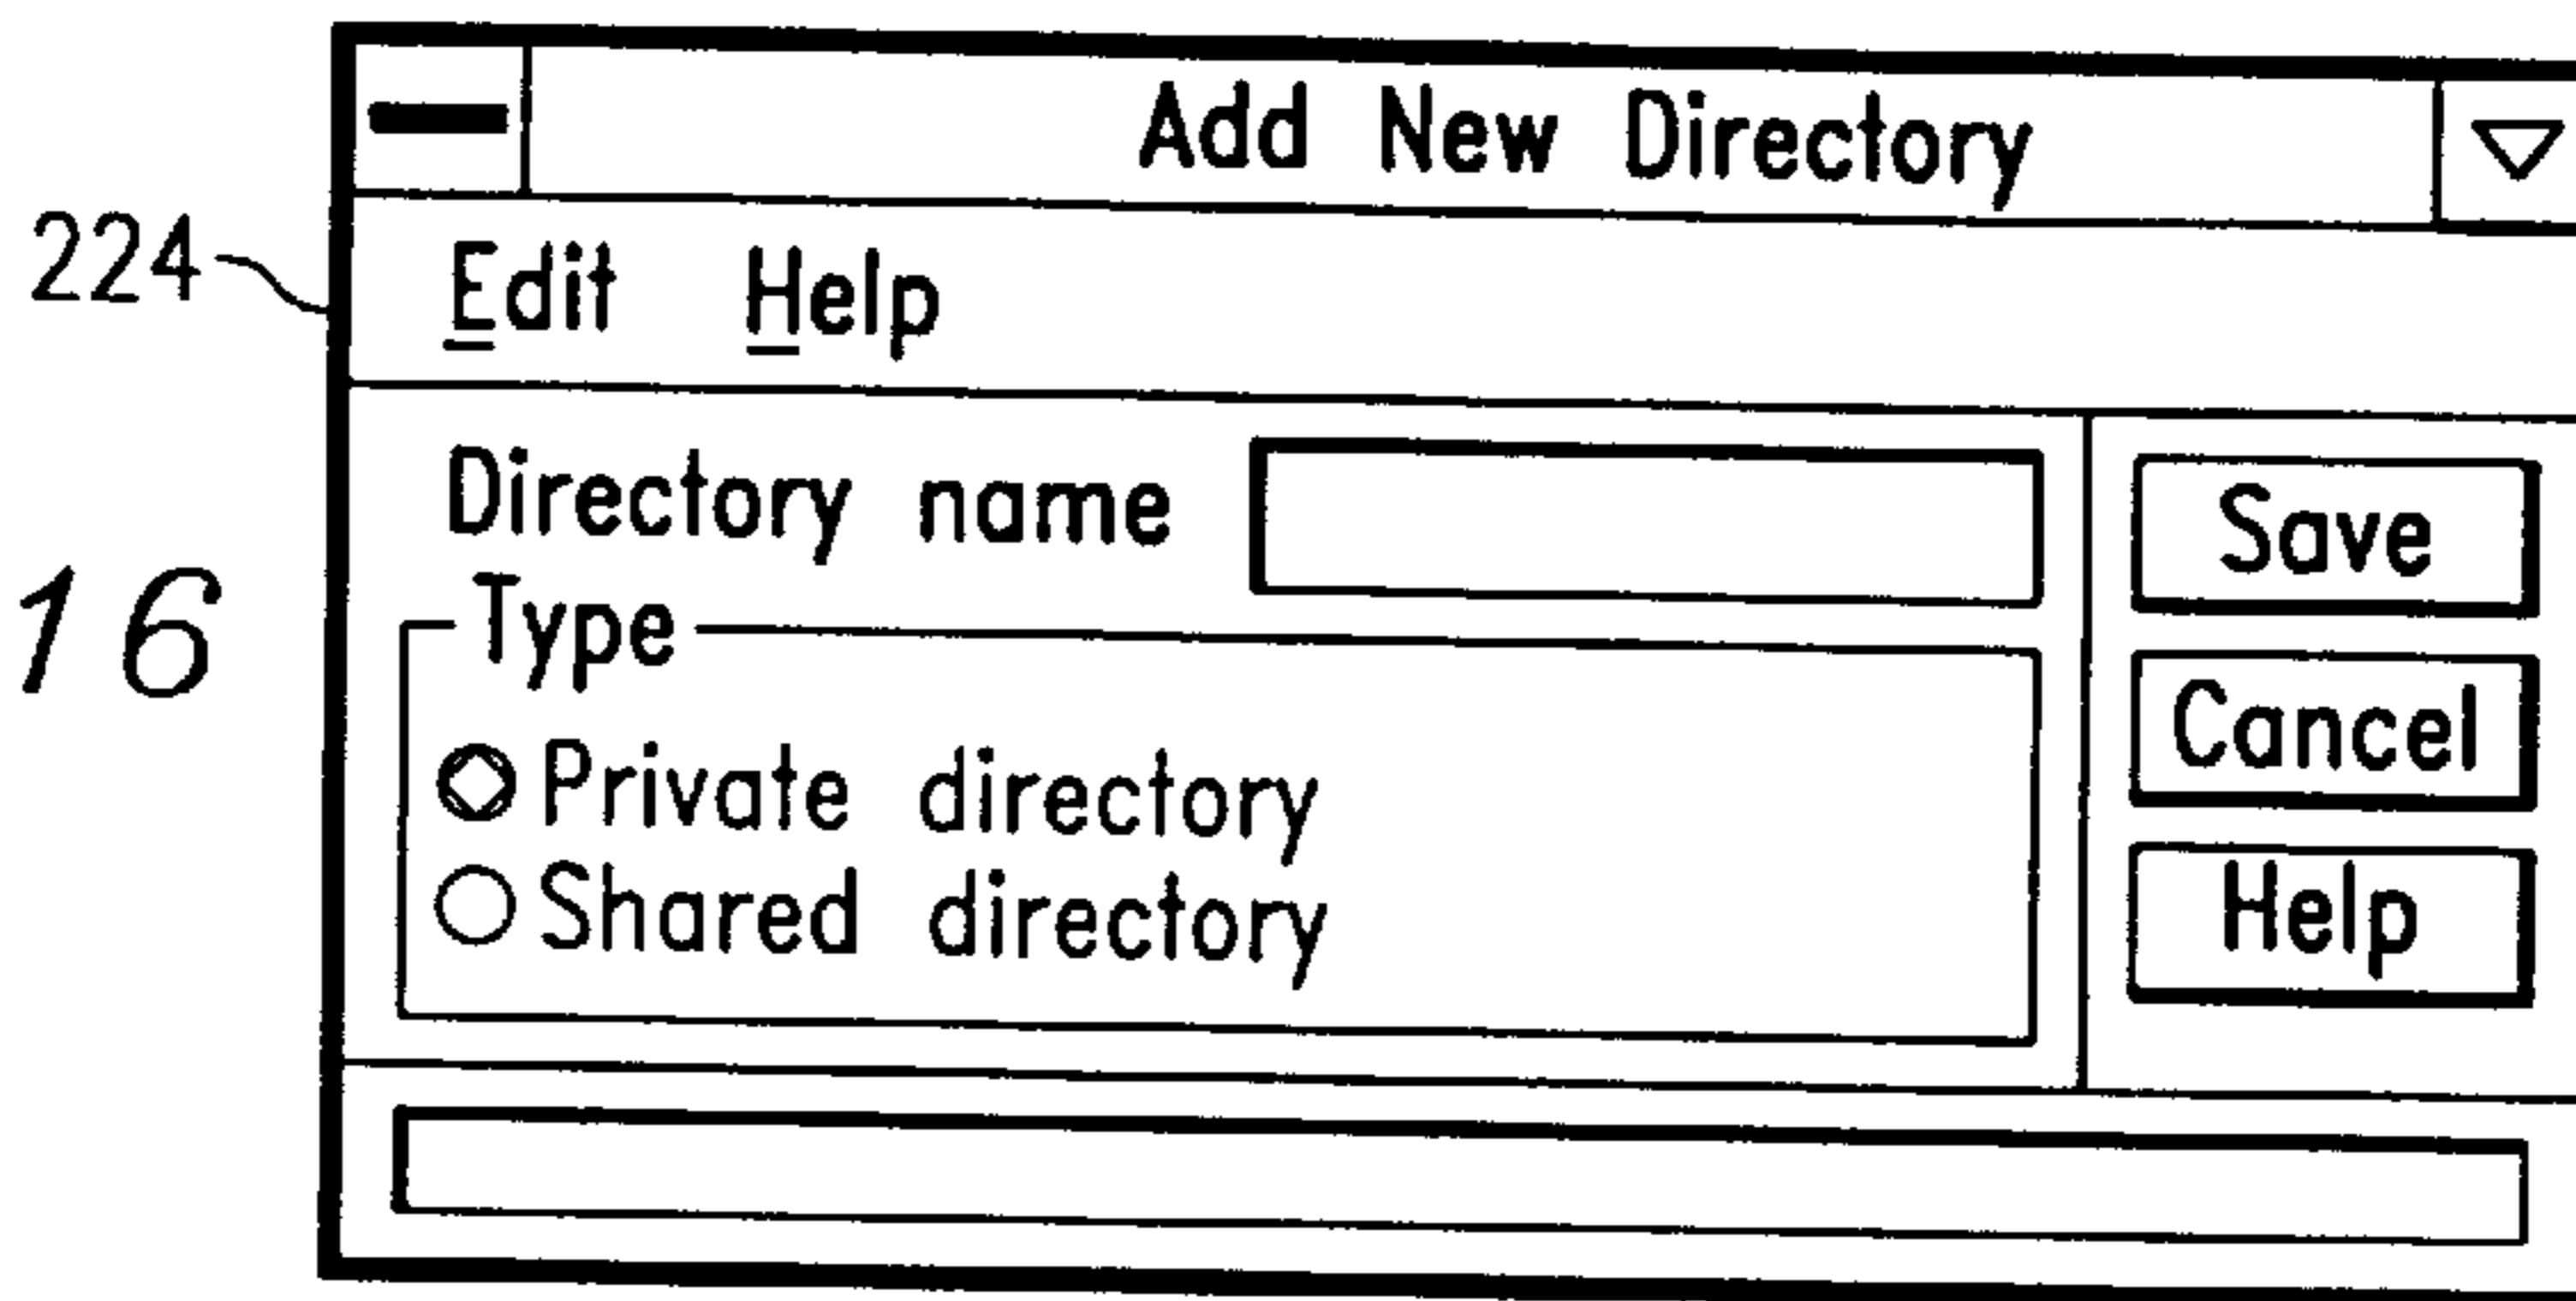 Add New Directory
224
Edit Help
Directory name
Save
16
Type
Cancel
Private directory
Shared directory
Help